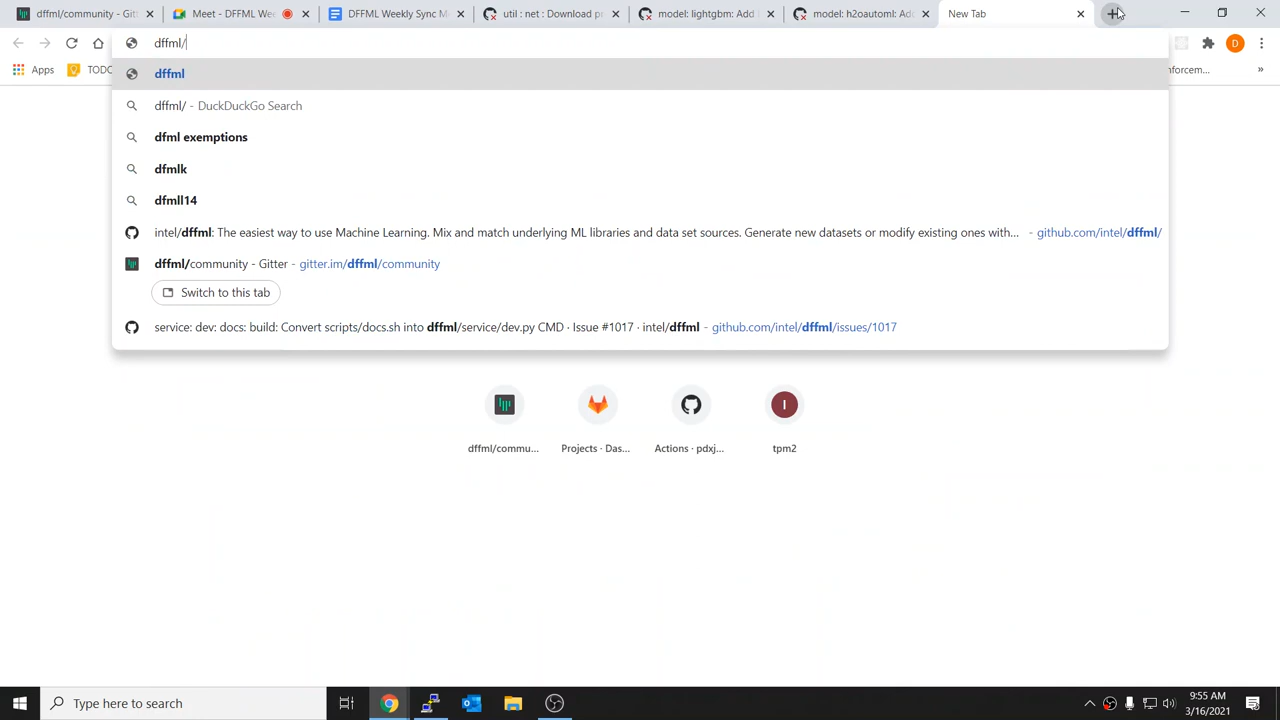 dffml/community - Git
Meet - DFFML Wee
DFFML Weekly Sync M
util : net : Download p
model: lightgbm: Add
model: h2oautoml: Ad
New Tab
dffml/
D
Apps
TODO
nforcem...
»
dffml
dffml/ - DuckDuckGo Search
dfml exemptions
dfmlk
dfmll14
intel/dffml: The easiest way to use Machine Learning. Mix and match underlying ML libraries and data set sources. Generate new datasets or modify existing ones with... - github.com/intel/dffml/
dffml/community - Gitter - gitter.im/dffml/community
Switch to this tab
service: dev: docs: build: Convert scripts/docs.sh into dffml/service/dev.py CMD · Issue #1017 · intel/dffml - github.com/intel/dffml/issues/1017
I
dffml/commu...
Projects · Das...
Actions · pdxj...
tpm2
Type here to search
9:55 AM
3/16/2021